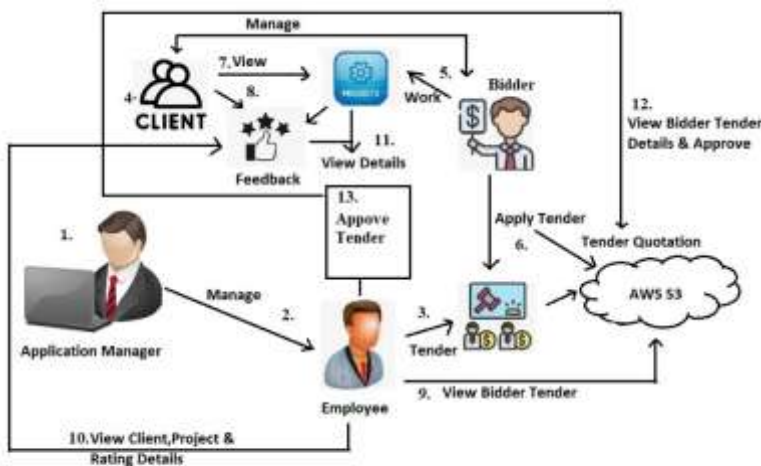 Manage
7. View
5.
Bidder
4-
8.
PROJECTS
Work
12.
View Bidder Tender
Details & Approve
CLIENT
11.
View Details
Feedback
13.
Appove
Tender
1.
Apply Tender
6.
Tender Quotation
AWS S3
Manage
2.
3.
Tender
Application Manager
9. View Bidder Tender
Employee
10.View Client,Project &
Rating Details